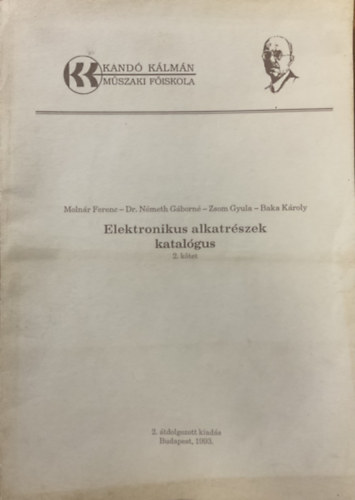 KANDÓ KÁLMÁN
MŰSZAKI FŐISKOLA
Molnár Ferenc – Dr. Németh Gáborné – Zsom Gyula – Baka Károly
Elektronikus alkatrészek
katalógus
2. kötet
2. átdolgozott kiadás
Budapest, 1993.